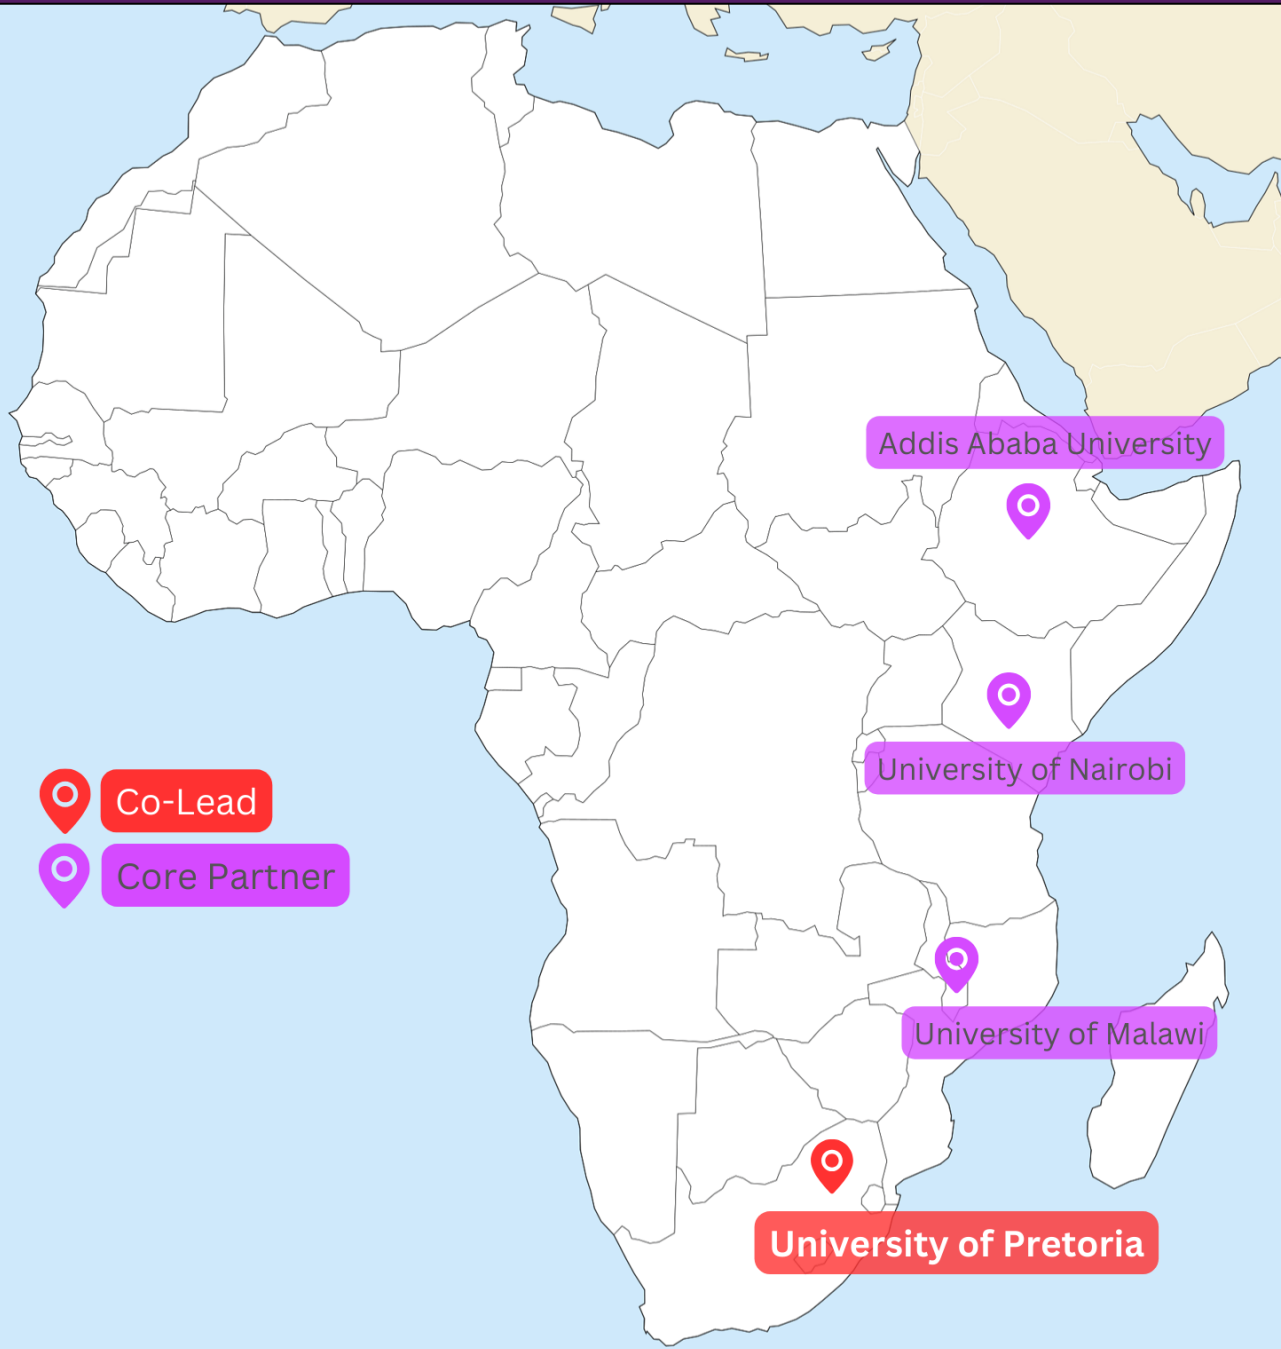 Addis Ababa University
University of Nairobi
Co-Lead
Core Partner
University of Malawi
University of Pretoria